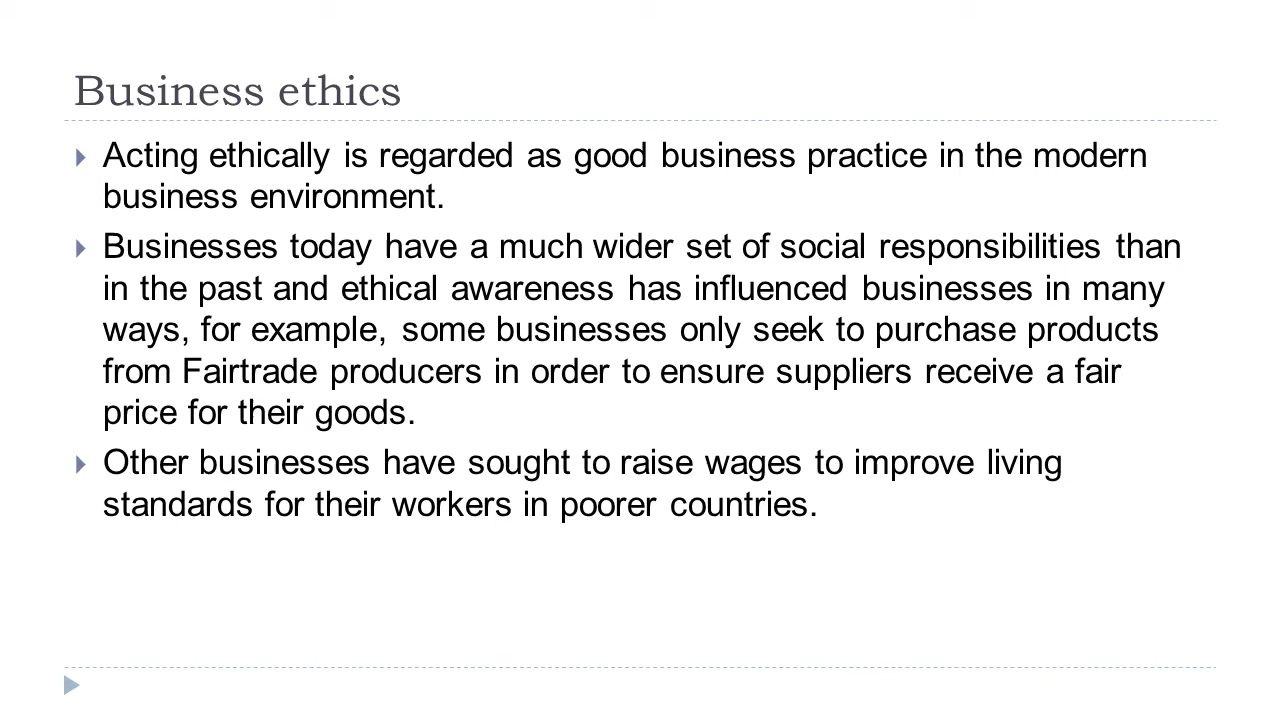 Business ethics
Acting ethically is regarded as good business practice in the modern
business environment.
Businesses today have a much wider set of social responsibilities than
in the past and ethical awareness has influenced businesses in many
ways, for example, some businesses only seek to purchase products
from Fairtrade producers in order to ensure suppliers receive a fair
price for their goods.
Other businesses have sought to raise wages to improve living
standards for their workers in poorer countries.